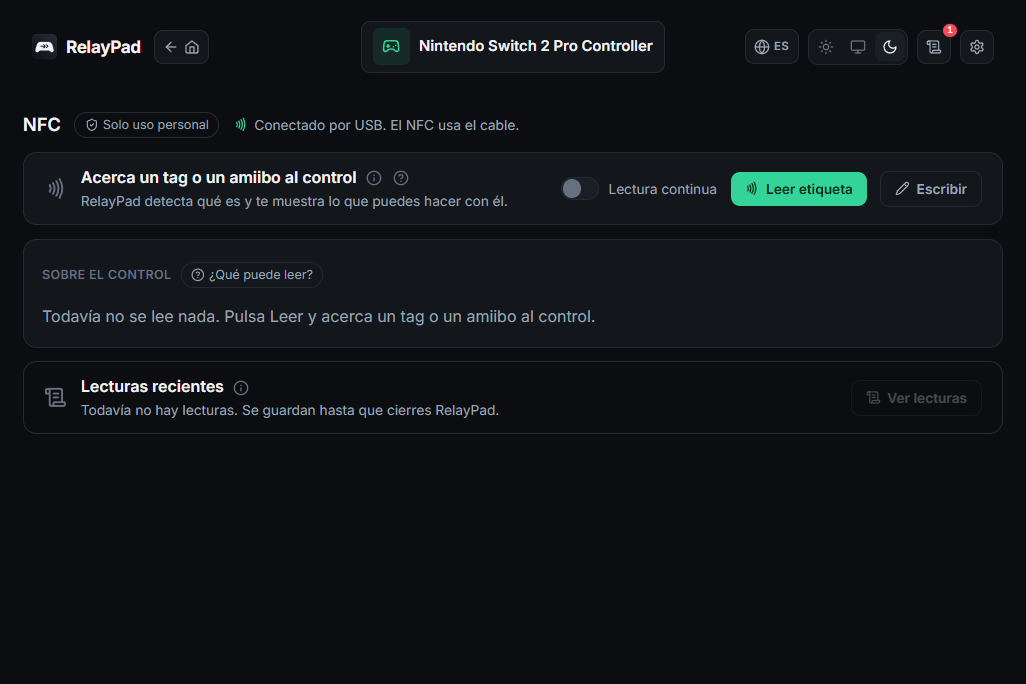 RelayPad
Nintendo Switch 2 Pro Controller
ES
1
NFC
Solo uso personal
Conectado por USB. El NFC usa el cable.
Acerca un tag o un amiibo al control
RelayPad detecta qué es y te muestra lo que puedes hacer con él.
Lectura continua
Leer etiqueta
Escribir
SOBRE EL CONTROL
¿Qué puede leer?
Todavía no se lee nada. Pulsa Leer y acerca un tag o un amiibo al control.
Lecturas recientes
Todavía no hay lecturas. Se guardan hasta que cierres RelayPad.
Ver lecturas